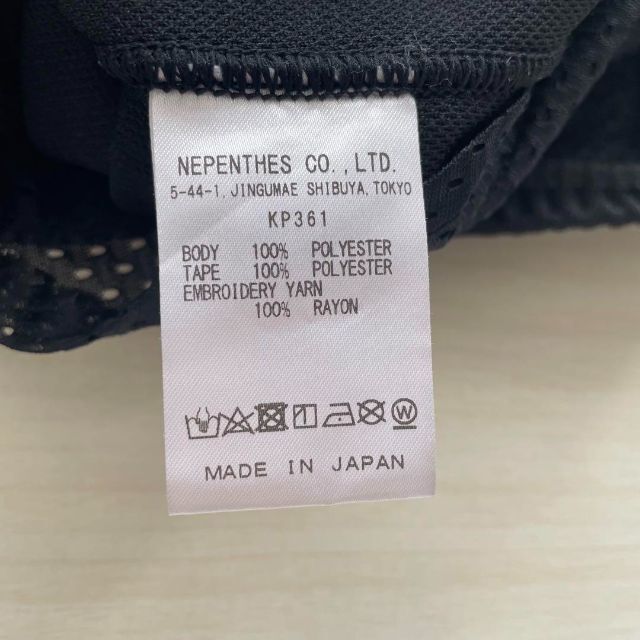 NEPENTHES CO.,LTD.
5-44-1, JINGUMAE SHIBUYA, TOKYO
KP361
BODY 100% POLYESTER
TAPE 100% POLYESTER
EMBROIDERY YARN
100% RAYON
W
MADE IN JAPAN